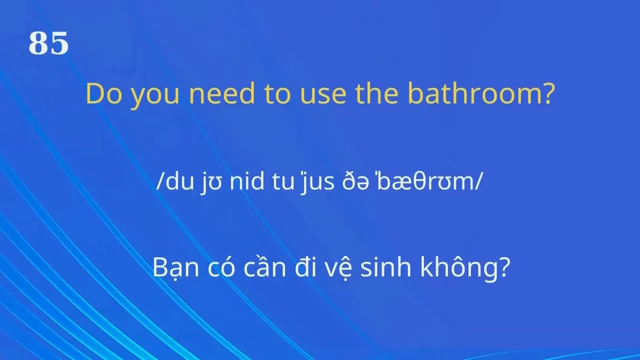 85
Do you need to use the bathroom?
/du jʊ nid tu ˈjus ðə ˈbæθrʊm/
Bạn có cần đi vệ sinh không?